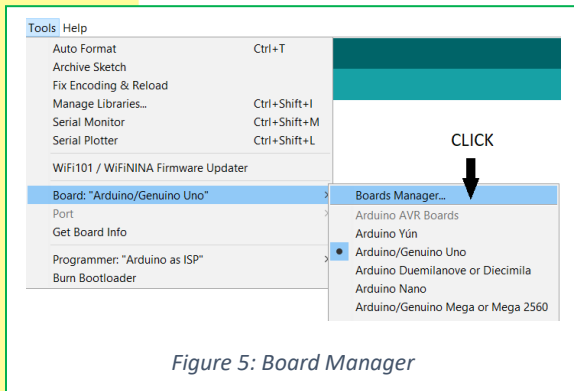 Tools Help
Auto Format Ctrl+T
Archive Sketch
Fix Encoding & Reload
Manage Libraries... Ctrl+Shift+I
Serial Monitor Ctrl+Shift+M
Serial Plotter Ctrl+Shift+L
WiFi101 / WiFiNINA Firmware Updater
Board: "Arduino/Genuino Uno"
Port
Get Board Info
Programmer: "Arduino as ISP"
Burn Bootloader
CLICK
Boards Manager...
Arduino AVR Boards
Arduino Yún
Arduino/Genuino Uno
Arduino Duemilanove or Diecimila
Arduino Nano
Arduino/Genuino Mega or Mega 2560
Figure 5: Board Manager